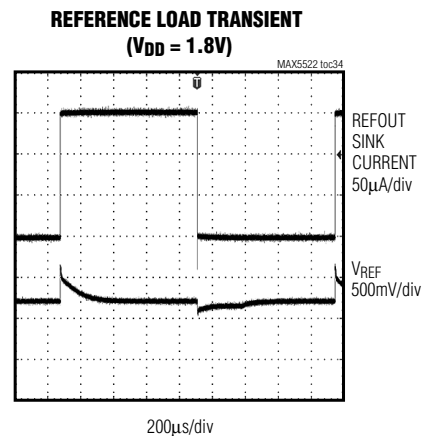 REFERENCE LOAD TRANSIENT
(VDD = 1.8V)
MAX5522 toc34
T
REFOUT
SINK
CURRENT
50μA/div
VREF
500mV/div
200μs/div